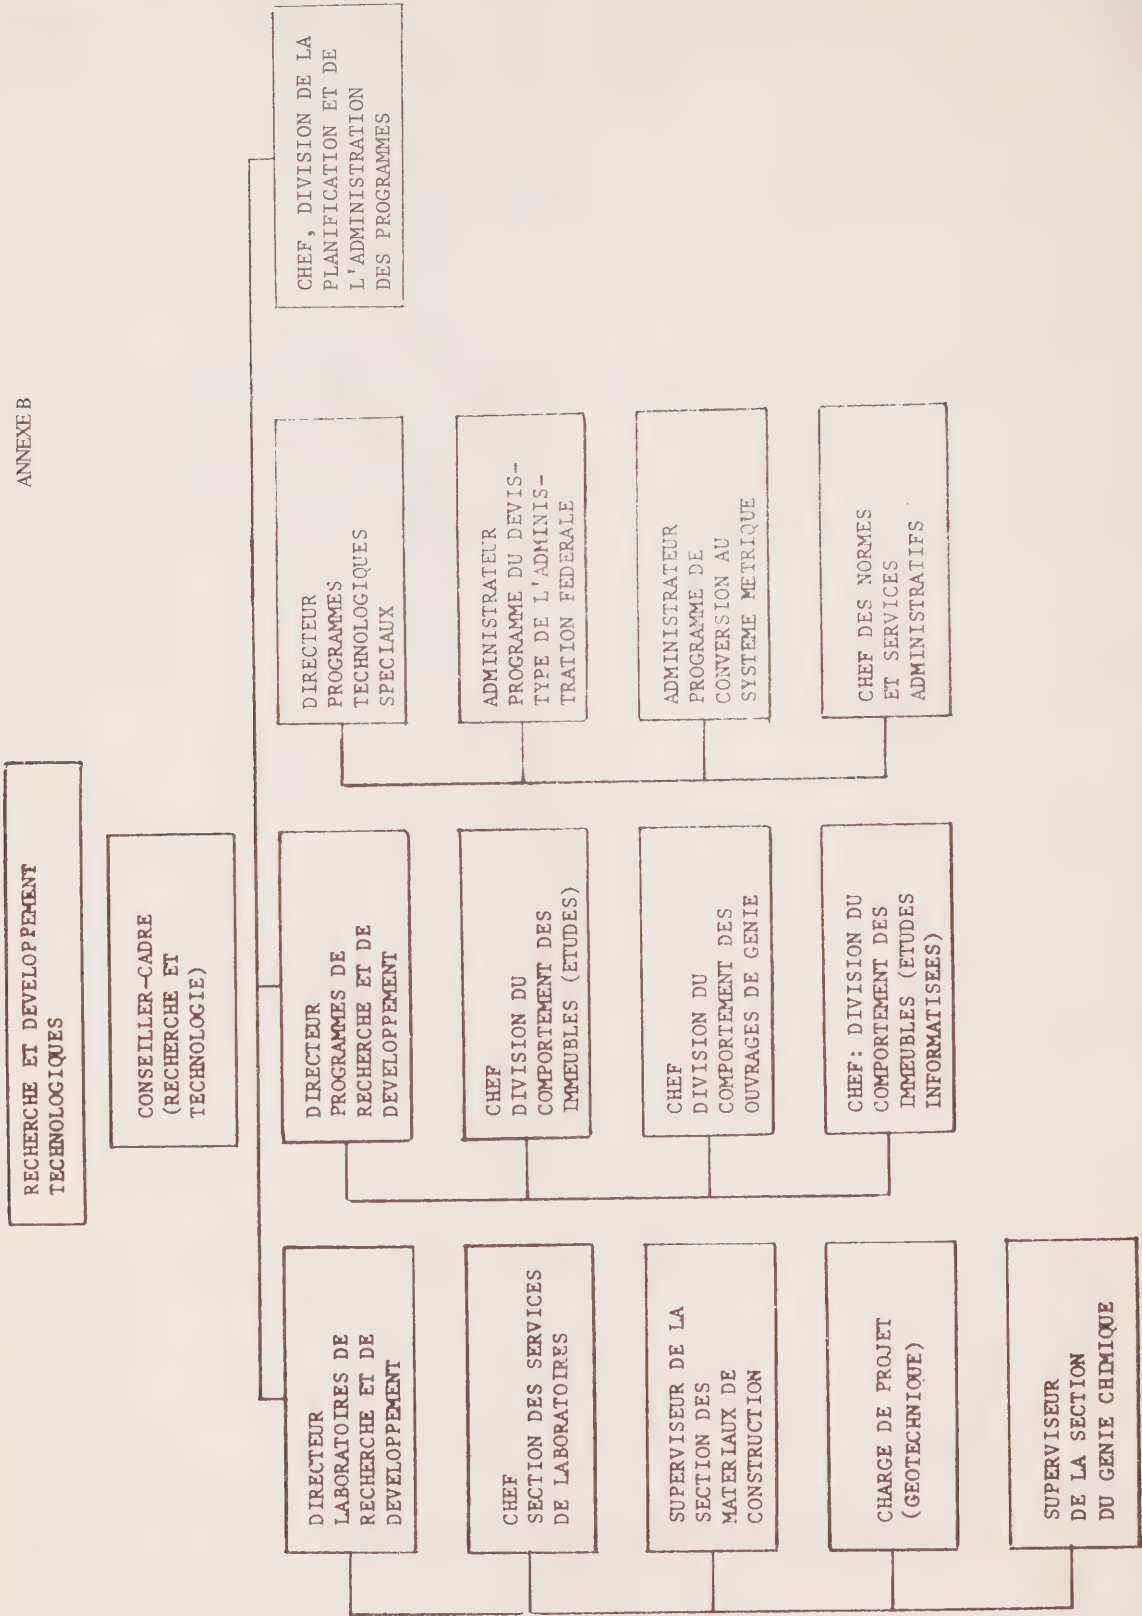 ANNEXE B
RECHERCHE ET DEVELOPPEMENT
TECHNOLOGIQUES
CONSEILLER-CADRE
(RECHERCHE ET
TECHNOLOGIE)
DIRECTEUR
LABORATOIRES DE
RECHERCHE ET DE
DEVELOPPEMENT
CHEF
SECTION DES SERVICES
DE LABORATOIRES
SUPERVISEUR DE LA
SECTION DES
MATERIAUX DE
CONSTRUCTION
CHARGE DE PROJET
(GEOTECHNIQUE)
SUPERVISEUR
DE LA SECTION
DU GENIE CHIMIQUE
DIRECTEUR
PROGRAMMES DE
RECHERCHE ET DE
DEVELOPPEMENT
CHEF
DIVISION DU
COMPORTEMENT DES
IMMEUBLES (ETUDES)
CHEF
DIVISION DU
COMPORTEMENT DES
OUVRAGES DE GENIE
CHEF: DIVISION DU
COMPORTEMENT DES
IMMEUBLES (ETUDES
INFORMATISEES)
DIRECTEUR
PROGRAMMES
TECHNOLOGIQUES
SPECIAUX
ADMINISTRATEUR
PROGRAMME DU DEVIS-
TYPE DE L'ADMINIS-
TRATION FEDERALE
ADMINISTRATEUR
PROGRAMME DE
CONVERSION AU
SYSTEME METRIQUE
CHEF DES NORMES
ET SERVICES
ADMINISTRATIFS
CHEF, DIVISION DE LA
PLANIFICATION ET DE
L'ADMINISTRATION
DES PROGRAMMES